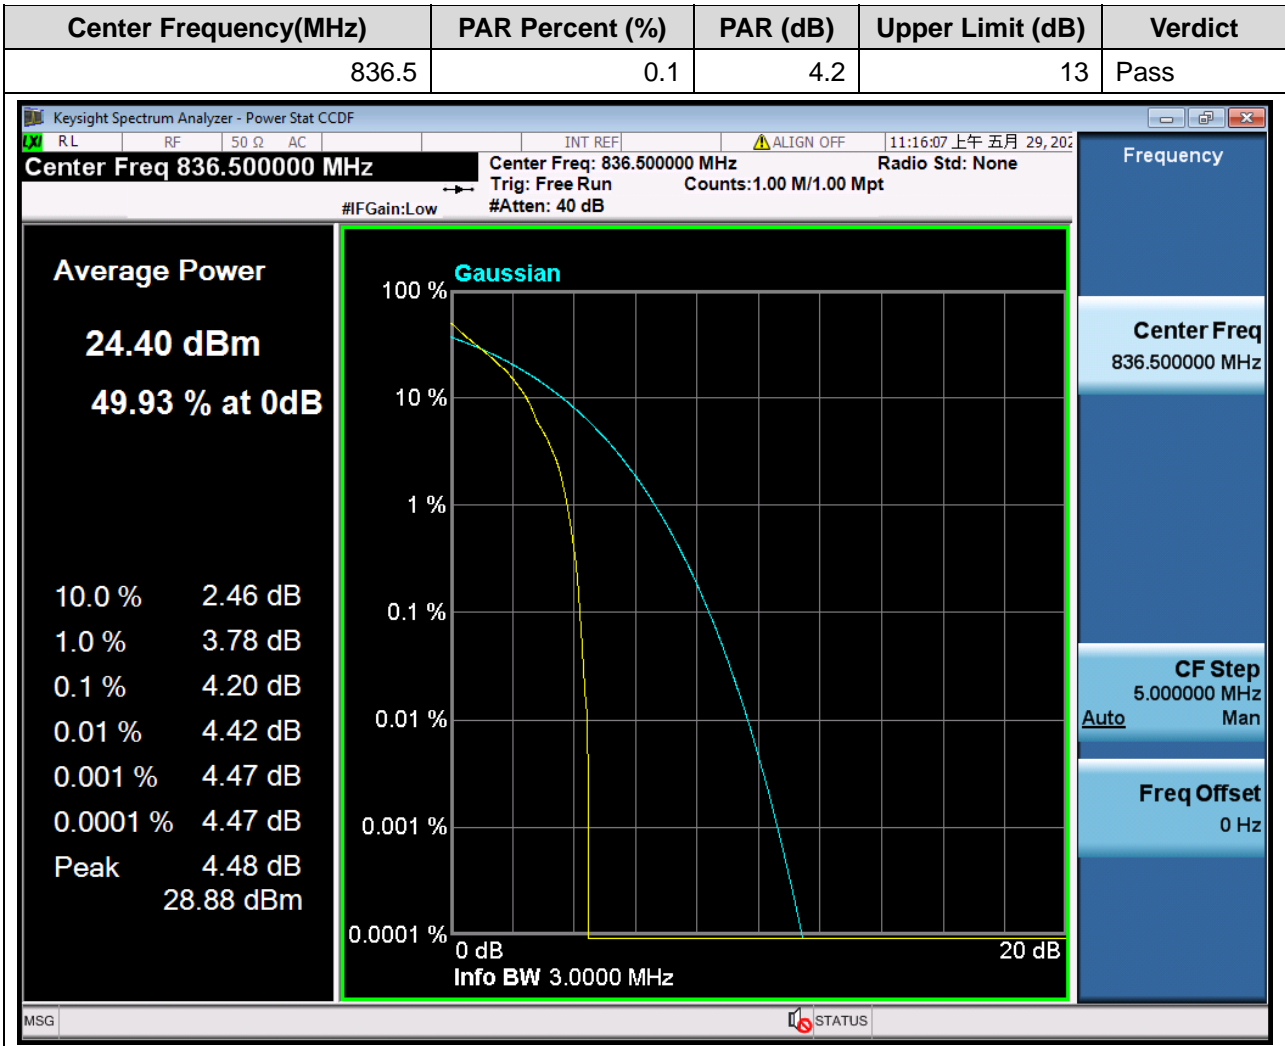 Center Frequency(MHz) PAR Percent (%) PAR (dB) Upper Limit (dB) Verdict
836.5 0.1 4.2 13 Pass
Keysight Spectrum Analyzer - Power Stat CCDF
LXI RL RF 50 Ω AC INT REF ALIGN OFF 11:16:07 上午 五月 29, 202
Center Freq 836.500000 MHz
Center Freq: 836.500000 MHz Radio Std: None
Trig: Free Run Counts:1.00 M/1.00 Mpt
#IFGain:Low #Atten: 40 dB
Frequency
Average Power
24.40 dBm
49.93 % at 0dB
10.0 % 2.46 dB
1.0 % 3.78 dB
0.1 % 4.20 dB
0.01 % 4.42 dB
0.001 % 4.47 dB
0.0001 % 4.47 dB
Peak 4.48 dB
28.88 dBm
Gaussian
100 %
10 %
1 %
0.1 %
0.01 %
0.001 %
0.0001 %
0 dB 20 dB
Info BW 3.0000 MHz
Center Freq
836.500000 MHz
CF Step
5.000000 MHz
Auto Man
Freq Offset
0 Hz
MSG STATUS